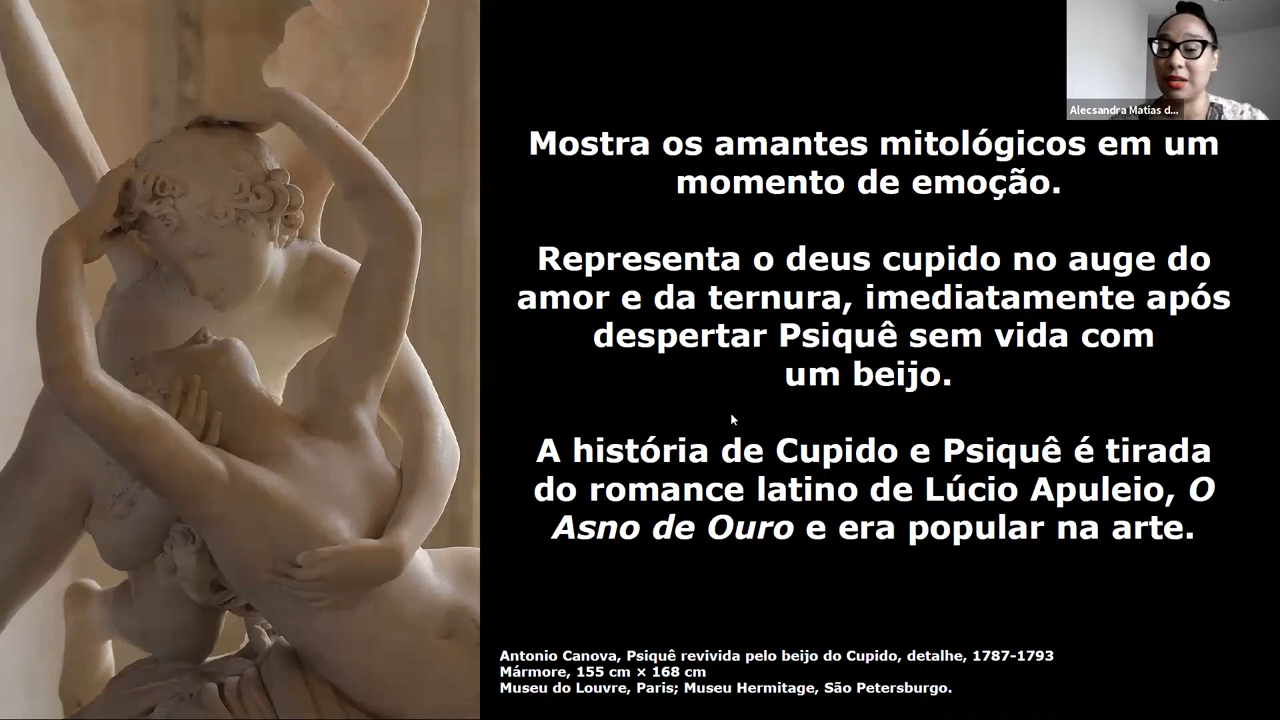 Alecsandra Matias d...
Mostra os amantes mitológicos em um
momento de emoção.
Representa o deus cupido no auge do
amor e da ternura, imediatamente após
despertar Psiquê sem vida com
um beijo.
A história de Cupido e Psiquê é tirada
do romance latino de Lúcio Apuleio, O
Asno de Ouro e era popular na arte.
Antonio Canova, Psiquê revivida pelo beijo do Cupido, detalhe, 1787-1793
Mármore, 155 cm × 168 cm
Museu do Louvre, Paris; Museu Hermitage, São Petersburgo.